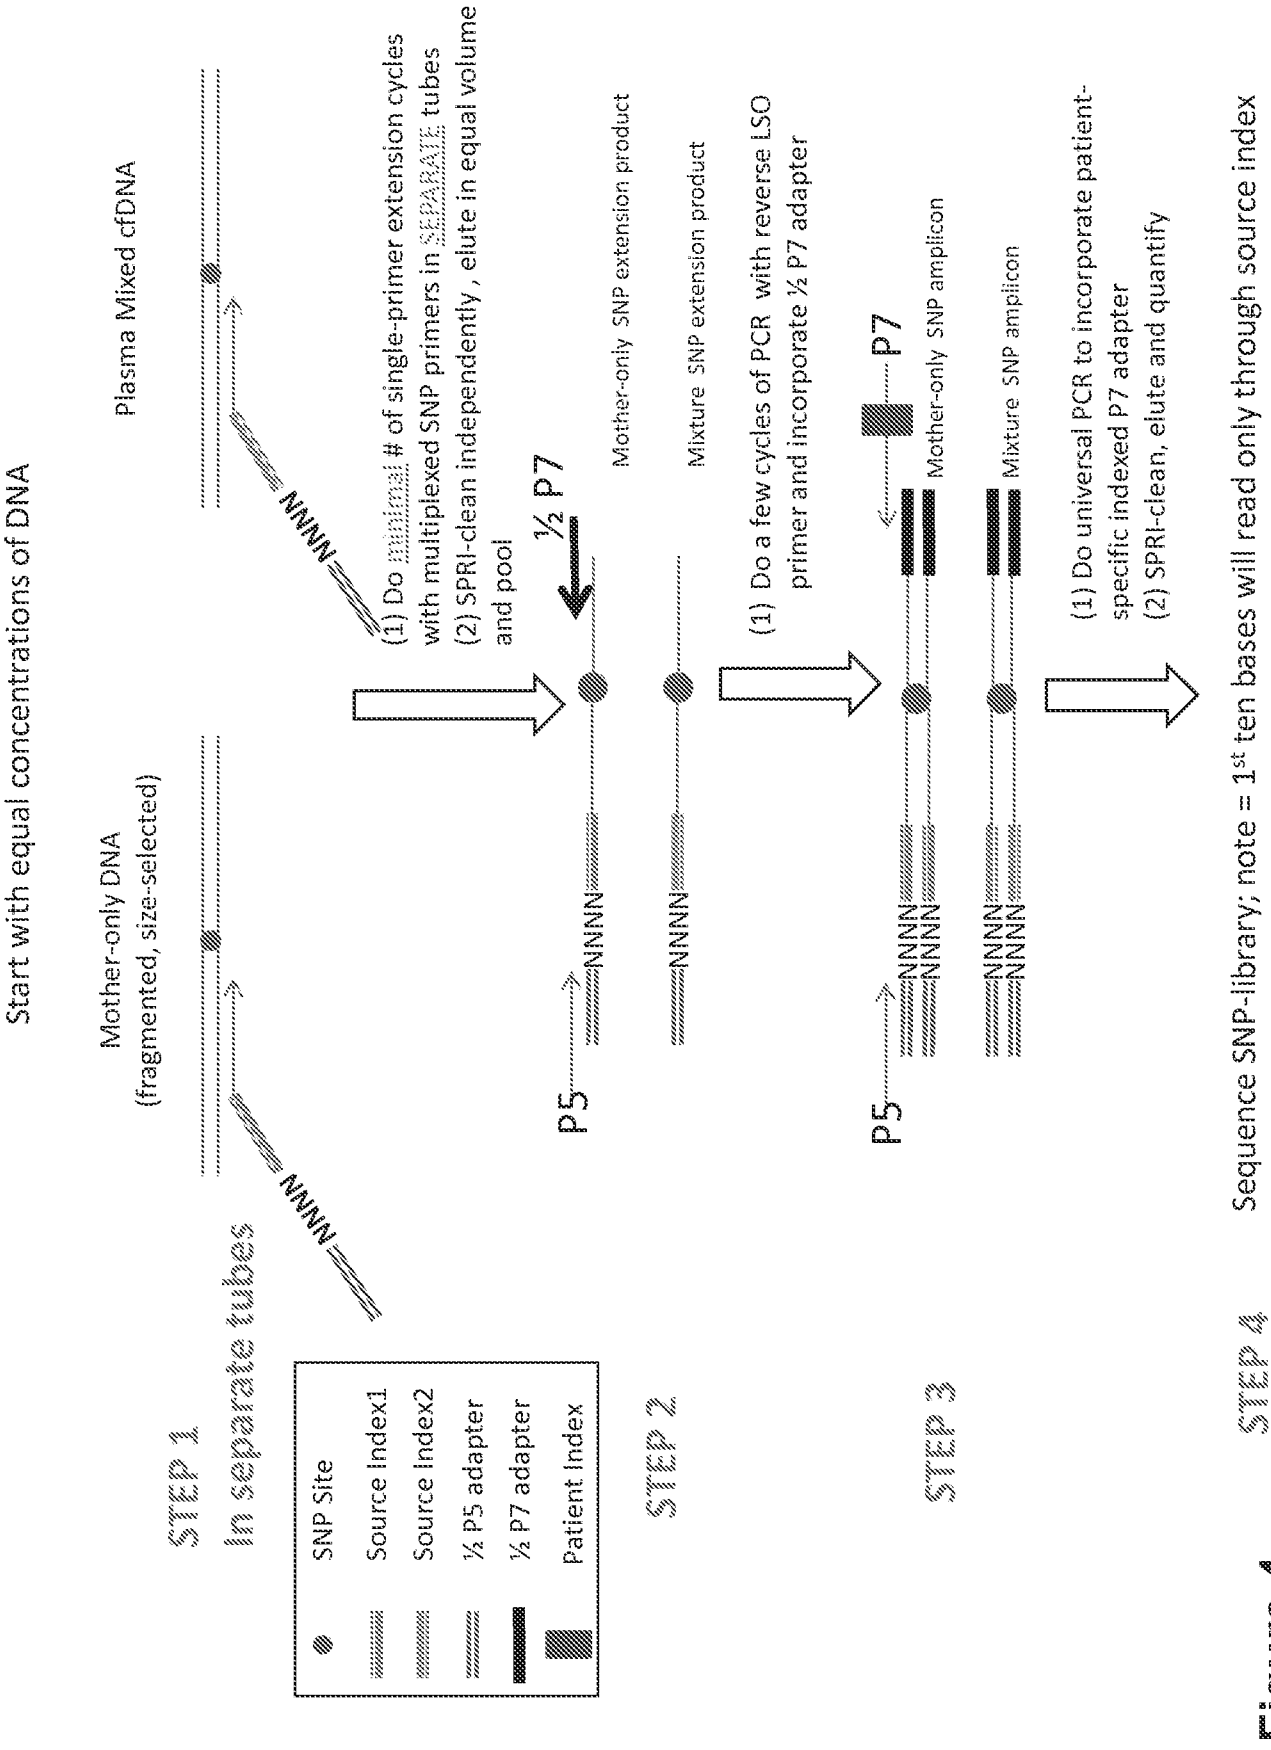 Start with equal concentrations of DNA
STEP 1
In separate tubes
Mother-only DNA
(fragmented, size-selected)
Plasma Mixed cfDNA
NNNN
NNNN
SNP Site
Source Index1
Source Index2
½ P5 adapter
½ P7 adapter
Patient Index
(1) Do minimal # of single-primer extension cycles
with multiplexed SNP primers in SEPARATE tubes
(2) SPRI-clean independently , elute in equal volume
and pool
STEP 2
P5
½ P7
NNNN
Mother-only SNP extension product
NNNN
Mixture SNP extension product
(1) Do a few cycles of PCR with reverse LSO
primer and incorporate ½ P7 adapter
STEP 3
P5
P7
NNNN
NNNN
Mother-only SNP amplicon
NNNN
NNNN
Mixture SNP amplicon
(1) Do universal PCR to incorporate patient-
specific indexed P7 adapter
(2) SPRI-clean, elute and quantify
STEP 4
Sequence SNP-library; note = 1st ten bases will read only through source index